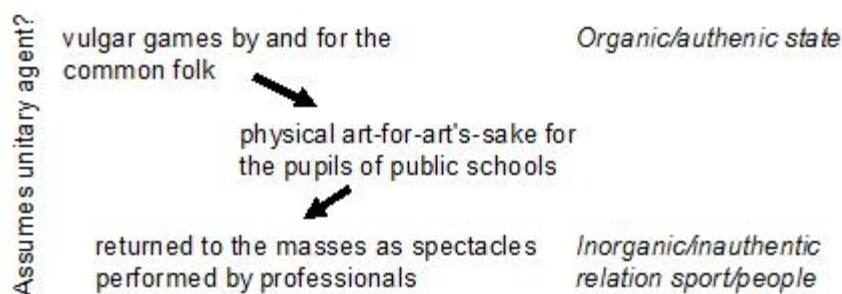 Assumes unitary agent?
vulgar games by and for the
common folk
Organic/authenic state
physical art-for-art's-sake for
the pupils of public schools
returned to the masses as spectacles
performed by professionals
Inorganic/inauthentic
relation sport/people